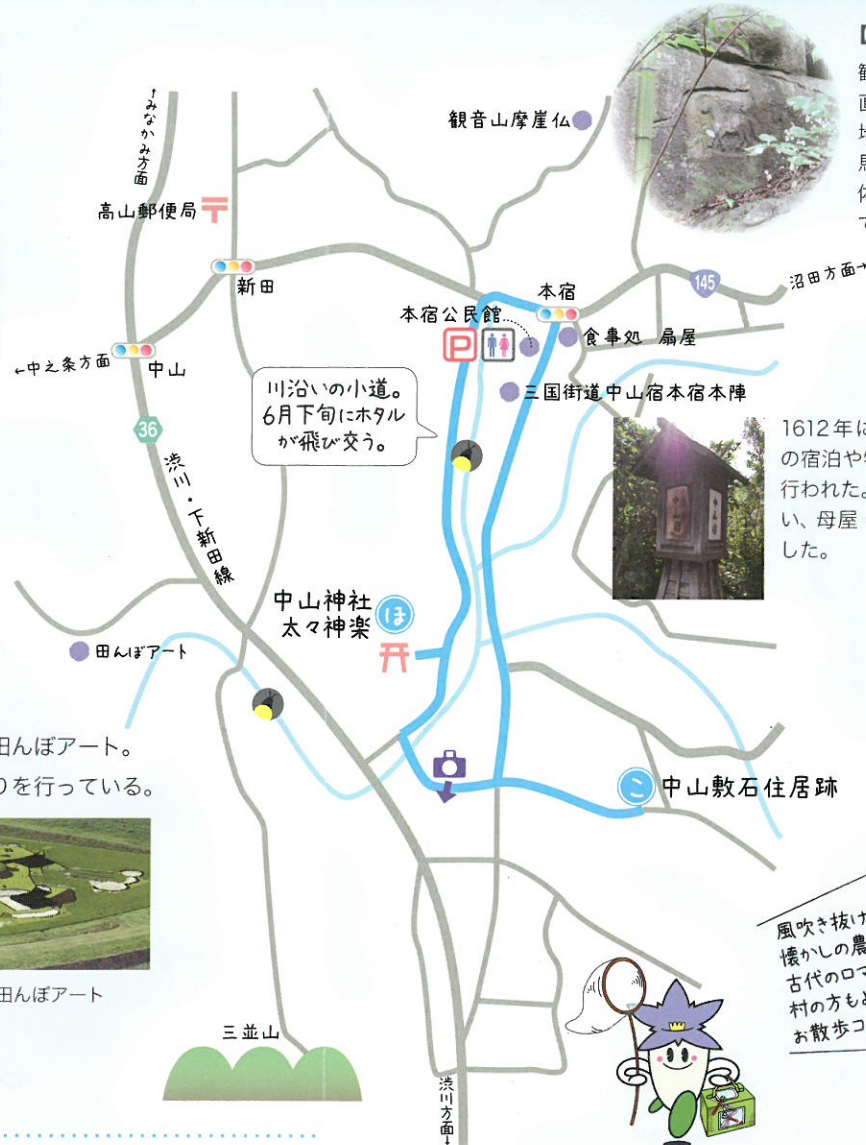 ↑みなかみ方面
観音山摩崖仏
高山郵便局
新田
本宿
145
沼田方面→
本宿公民館
P
食事処 扇屋
←中之条方面
中山
三国街道中山宿本宿本陣
川沿いの小道。
6月下旬にホタル
が飛び交う。
36
渋川・下新田線
1612年に
の宿泊や
行われた。
い、母屋
した。
中山神社
太々神楽
ほ
田んぼアート
田んぼアート。
りを行っている。
こ
中山敷石住居跡
田んぼアート
風吹き抜け
懐かしの農
古代のロマ
村の方も
お散歩コ
三並山
渋川方面↓